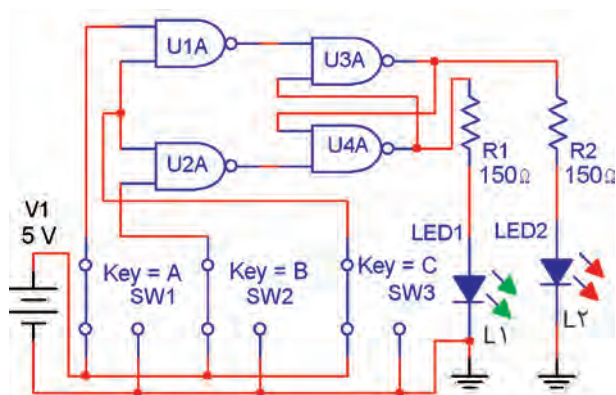 U1A
U3A
U2A
U4A
R1
150Ω
R2
150Ω
V1
5 V
LED1
LED2
Key = A
SW1
Key = B
SW2
Key = C
SW3
L۱
L۲